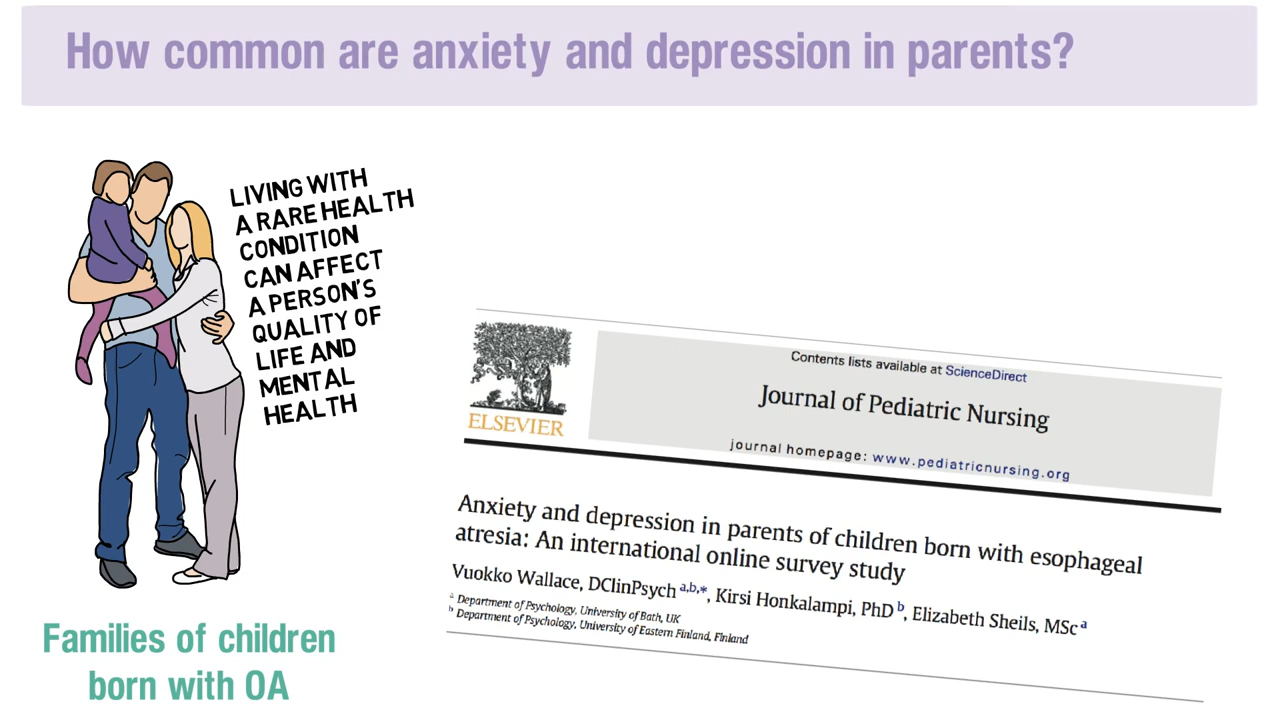 How common are anxiety and depression in parents?
LIVING WITH
A RARE HEALTH
CONDITION
CAN AFFECT
A PERSON'S
QUALITY OF
LIFE AND
MENTAL
HEALTH
Families of children
born with OA
ELSEVIER
Contents lists available at ScienceDirect
Journal of Pediatric Nursing
journal homepage: www.pediatricnursing.org
Anxiety and depression in parents of children born with esophageal
atresia: An international online survey study
Vuokko Wallace, DClinPsych a,b,*, Kirsi Honkalampi, PhD b, Elizabeth Sheils, MSc a
a Department of Psychology, University of Bath, UK
b Department of Psychology, University of Eastern Finland, Finland